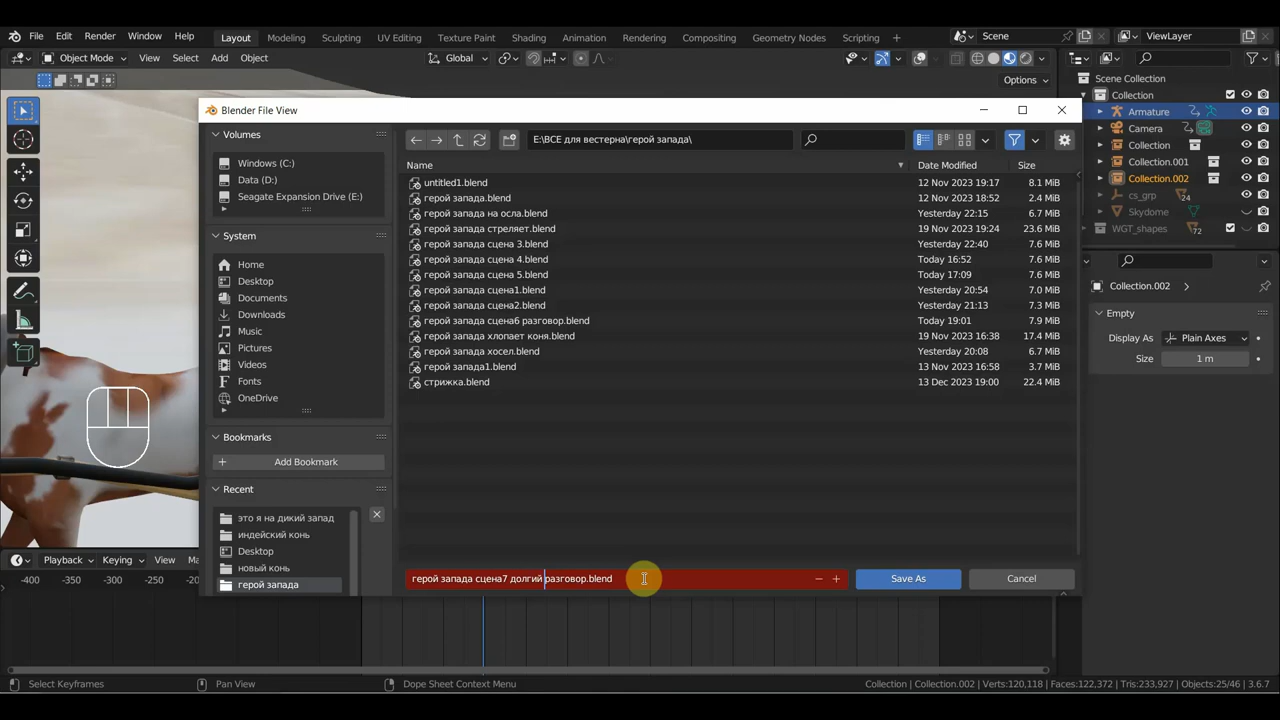 File Edit Render Window Help Layout Modeling Sculpting UV Editing Texture Paint Shading Animation Rendering Compositing Geometry Nodes Scripting Scene ViewLayer
Object Mode View Select Add Object Global
Options
Scene Collection
Collection
Armature
Camera
Collection
Collection.001
Collection.002
cs_grp 24
Skydome
WGT_shapes 72
Collection.002
Empty
Display As Plain Axes
Size 1 m
Blender File View
Volumes
Windows (C:)
Data (D:)
Seagate Expansion Drive (E:)
System
Home
Desktop
Documents
Downloads
Music
Pictures
Videos
Fonts
OneDrive
Bookmarks
Add Bookmark
Recent
это я на дикий запад
индейский конь
Desktop
новый конь
герой запада
E:\ВСЕ для вестерна\герой запада\
Name Date Modified Size
untitled1.blend 12 Nov 2023 19:17 8.1 MiB
герой запада.blend 12 Nov 2023 18:52 2.4 MiB
герой запада на осла.blend Yesterday 22:15 6.7 MiB
герой запада стреляет.blend 19 Nov 2023 19:24 23.6 MiB
герой запада сцена 3.blend Yesterday 22:40 7.6 MiB
герой запада сцена 4.blend Today 16:52 7.6 MiB
герой запада сцена 5.blend Today 17:09 7.6 MiB
герой запада сцена1.blend Yesterday 20:54 7.0 MiB
герой запада сцена2.blend Yesterday 21:13 7.3 MiB
герой запада сцена6 разговор.blend Today 19:01 7.9 MiB
герой запада хлопает коня.blend 19 Nov 2023 16:38 17.4 MiB
герой запада хосел.blend Yesterday 20:08 6.7 MiB
герой запада1.blend 13 Nov 2023 16:58 3.7 MiB
стрижка.blend 13 Dec 2023 19:00 22.4 MiB
герой запада сцена7 долгий разговор.blend Save As Cancel
Playback Keying View
-400 -350 -300 -250
Select Keyframes Pan View Dope Sheet Context Menu Collection | Collection.002 | Verts:120,118 | Faces:122,372 | Tris:233,927 | Objects:25/46 | 3.6.7